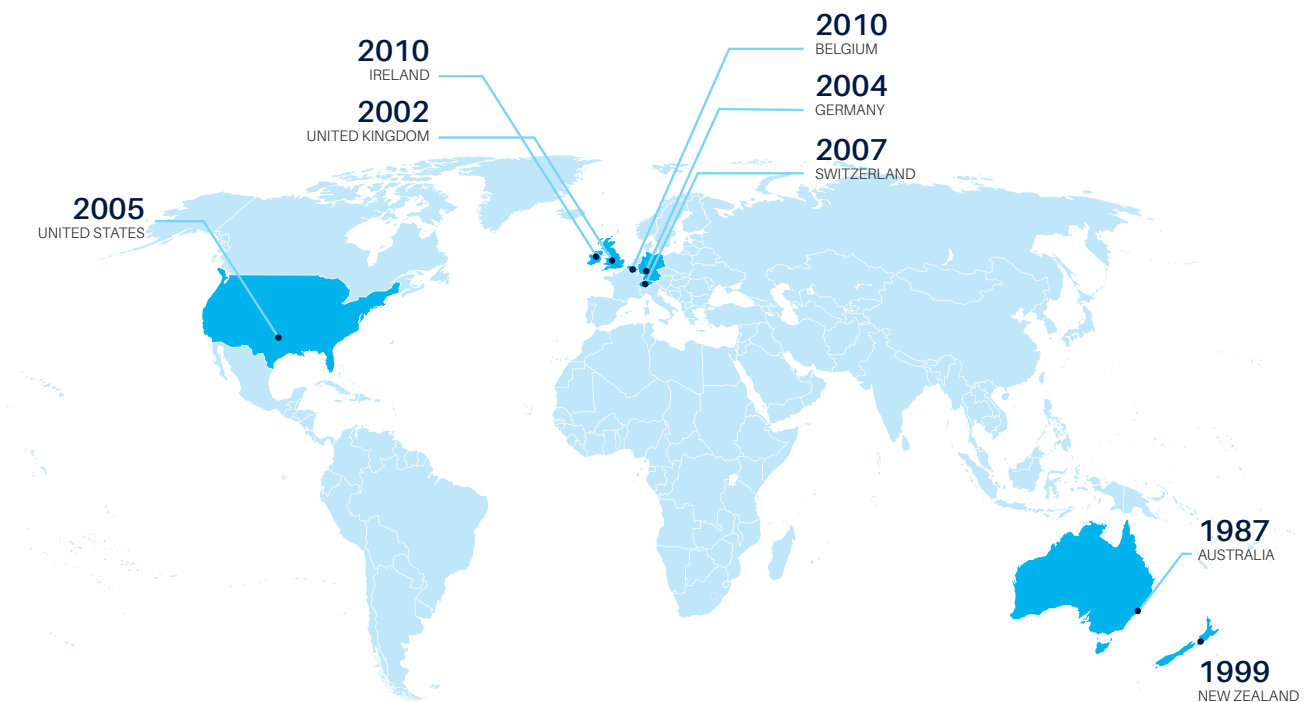 2010
IRELAND
2002
UNITED KINGDOM
2005
UNITED STATES
2010
BELGIUM
2004
GERMANY
2007
SWITZERLAND
1987
AUSTRALIA
1999
NEW ZEALAND